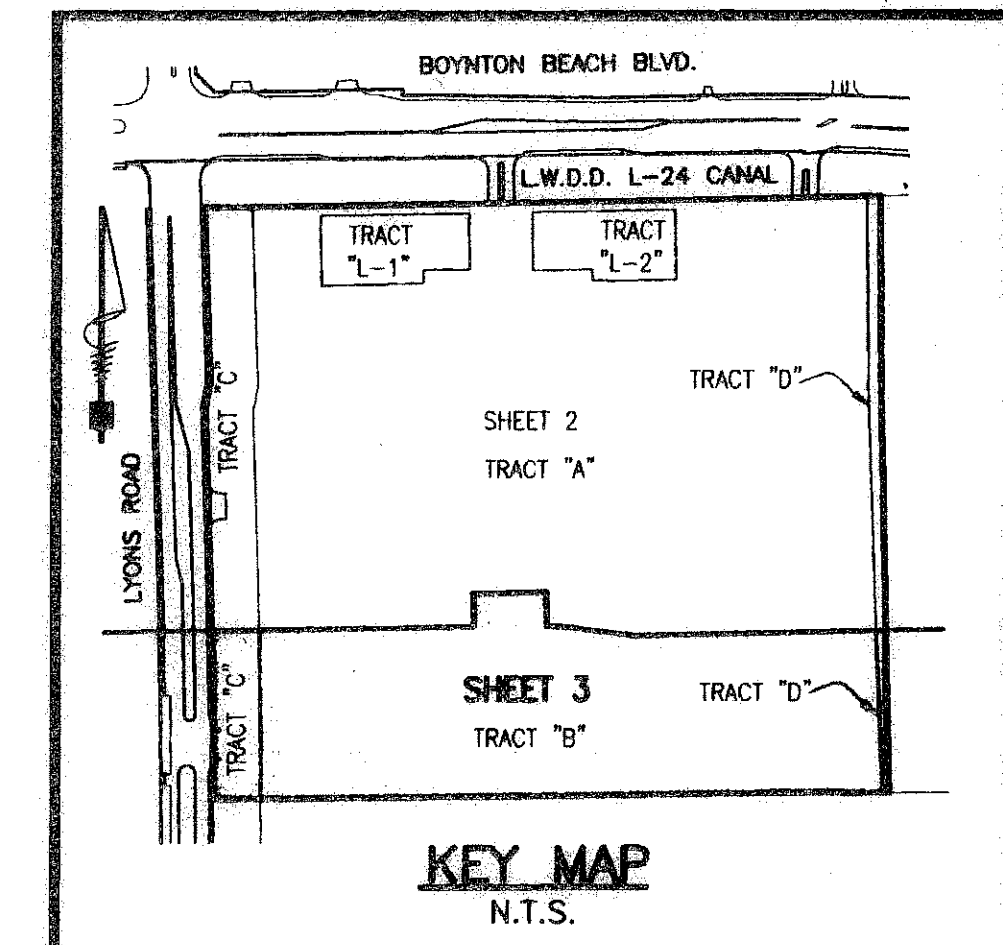 BOYNTON BEACH BLVD.
L.W.D.D. L-24 CANAL
TRACT
"L-1"
TRACT
"L-2"
TRACT "C"
TRACT "D"
SHEET 2
TRACT "A"
LYONS ROAD
TRACT "C"
SHEET 3
TRACT "D"
TRACT "B"
KEY MAP
N.T.S.